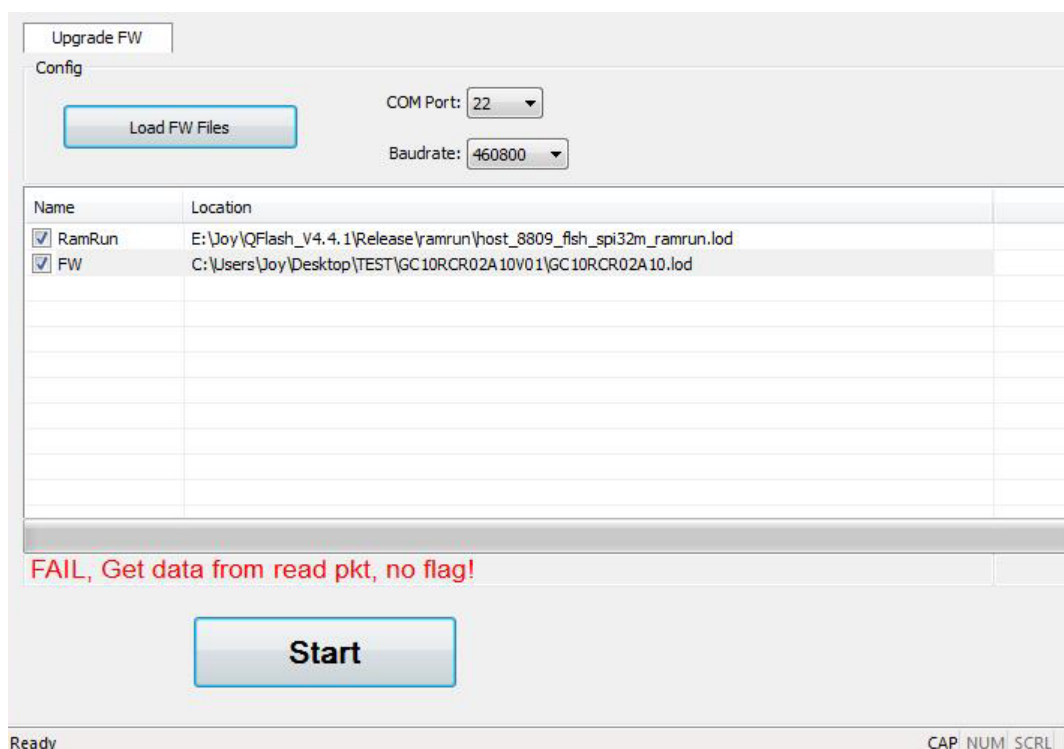 Upgrade FW
Config
Load FW Files
COM Port: 22
Baudrate: 460800
Name Location
RamRun E:\Joy\QFlash_V4.4.1\Release\ramrun\host_8809_flsh_spi32m_ramrun.lod
FW C:\Users\Joy\Desktop\TEST\GC10RCR02A10V01\GC10RCR02A10.lod
FAIL, Get data from read pkt, no flag!
Start
Ready CAP NUM SCRL